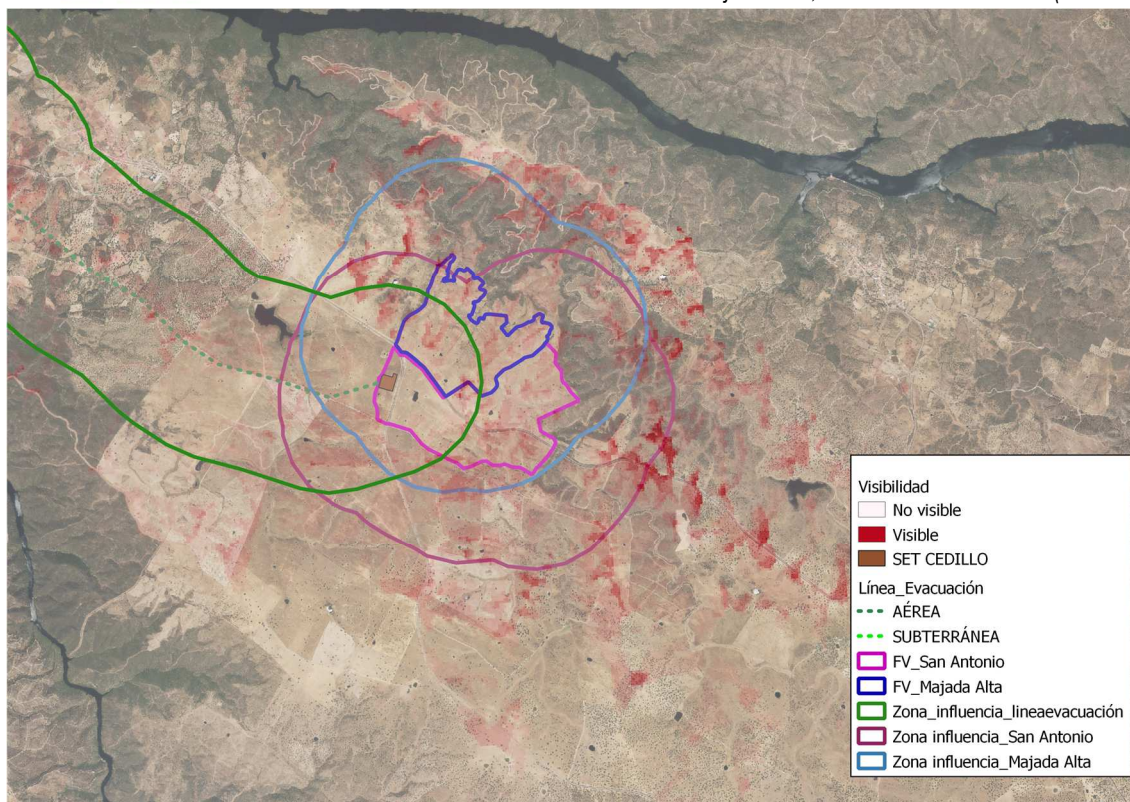 Visibilidad
No visible
Visible
SET CEDILLO
Línea_Evacuación
AÉREA
SUBTERRÁNEA
FV_San Antonio
FV_Majada Alta
Zona_influencia_lineaevacuación
Zona influencia_San Antonio
Zona influencia_Majada Alta